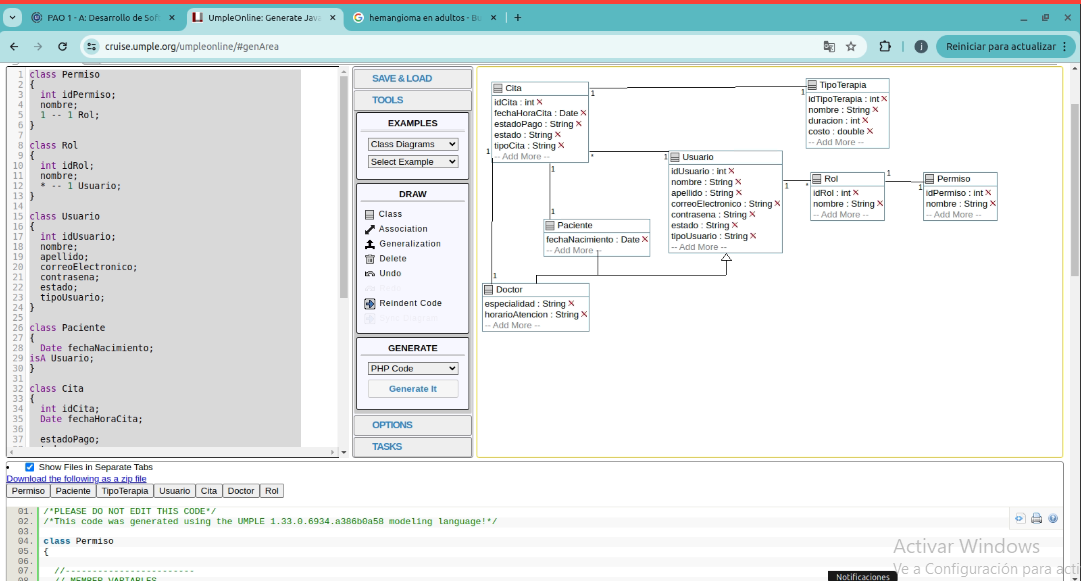 PAO 1 - A: Desarrollo de Sof
UmpleOnline: Generate Java
hemangioma en adultos - Bu
cruise.umple.org/umpleonline/#genArea
Reiniciar para actualizar
1 class Permiso
2 {
3 int idPermiso;
4 nombre;
5 1 -- 1 Rol;
6 }
7
8 class Rol
9 {
10 int idRol;
11 nombre;
12 * -- 1 Usuario;
13 }
14
15 class Usuario
16 {
17 int idUsuario;
18 nombre;
19 apellido;
20 correoElectronico;
21 contrasena;
22 estado;
23 tipoUsuario;
24 }
25
26 class Paciente
27 {
28 Date fechaNacimiento;
29 isA Usuario;
30 }
31
32 class Cita
33 {
34 int idCita;
35 Date fechaHoraCita;
36
37 estadoPago;
SAVE & LOAD
TOOLS
EXAMPLES
Class Diagrams
Select Example
DRAW
Class
Association
Generalization
Delete
Undo
Redo
Reindent Code
Sync Diagram
GENERATE
PHP Code
Generate It
OPTIONS
TASKS
Cita
idCita : int X
fechaHoraCita : Date X
estadoPago : String X
estado : String X
tipoCita : String X
-- Add More --
1
1
TipoTerapia
idTipoTerapia : int X
nombre : String X
duracion : int X
costo : double X
-- Add More --
1
*
1
Usuario
idUsuario : int X
nombre : String X
apellido : String X
correoElectronico : String X
contrasena : String X
estado : String X
tipoUsuario : String X
-- Add More --
1
*
Rol
idRol : int X
nombre : String X
-- Add More --
1
1
Permiso
idPermiso : int X
nombre : String X
-- Add More --
1
1
Paciente
fechaNacimiento : Date X
-- Add More --
1
Doctor
especialidad : String X
horarioAtencion : String X
-- Add More --
Show Files in Separate Tabs
Download the following as a zip file
Permiso Paciente TipoTerapia Usuario Cita Doctor Rol
01. /*PLEASE DO NOT EDIT THIS CODE*/
02. /*This code was generated using the UMPLE 1.33.0.6934.a386b0a58 modeling language!*/
03.
04. class Permiso
05. {
06.
07. //------------------------
08. // MEMBER VARIABLES
Activar Windows
Ve a Configuración para acti
Notificaciones